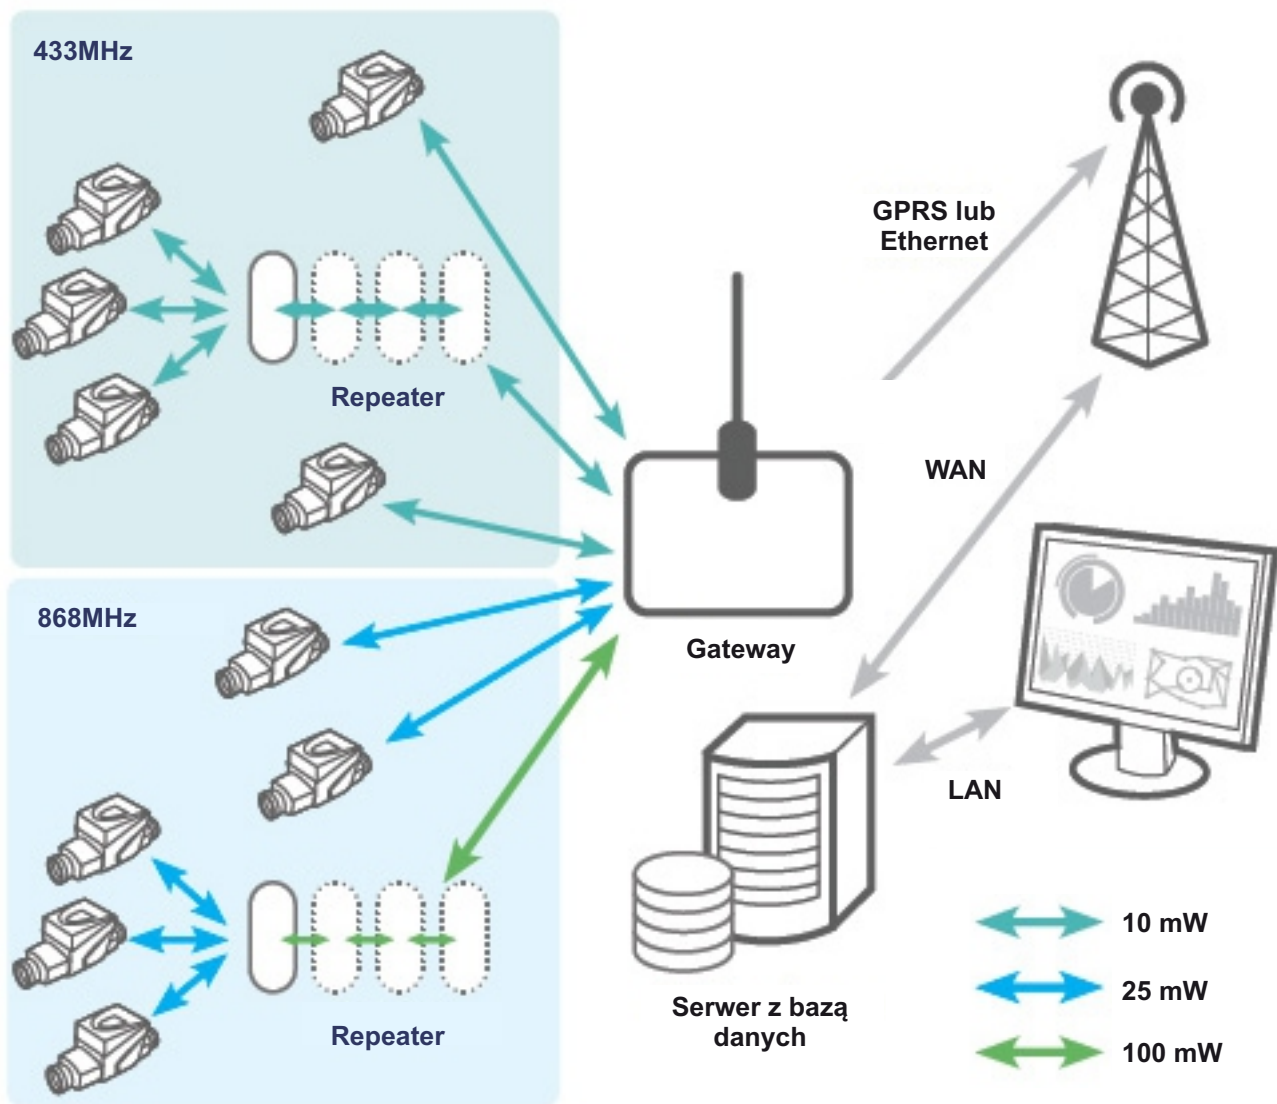 433MHz
Repeater
868MHz
Repeater
GPRS lub
Ethernet
WAN
Gateway
LAN
Serwer z bazą
danych
10 mW
25 mW
100 mW